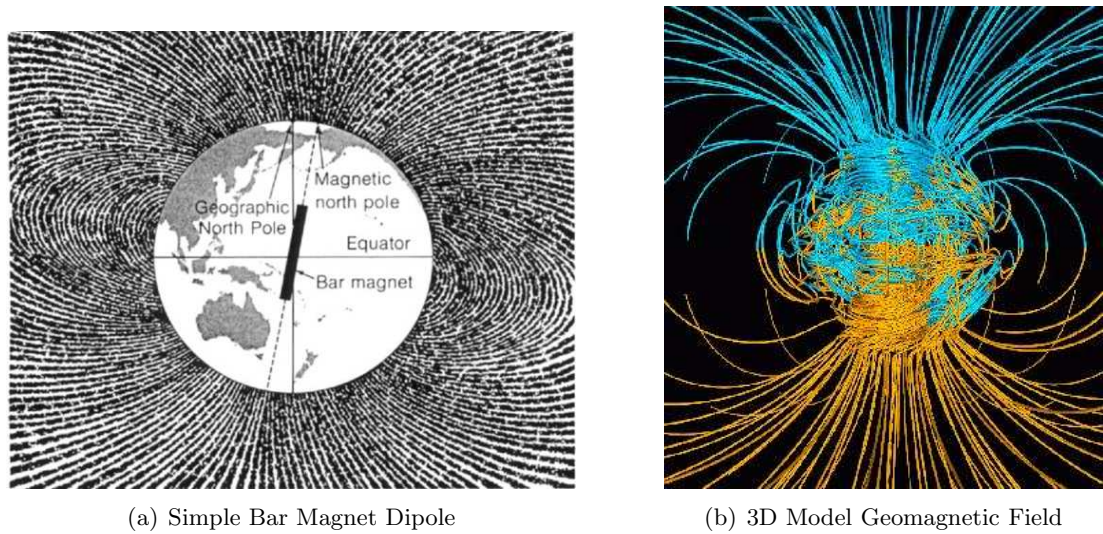 Magnetic
north pole
Geographic
North Pole
Equator
Bar magnet
(a) Simple Bar Magnet Dipole
(b) 3D Model Geomagnetic Field